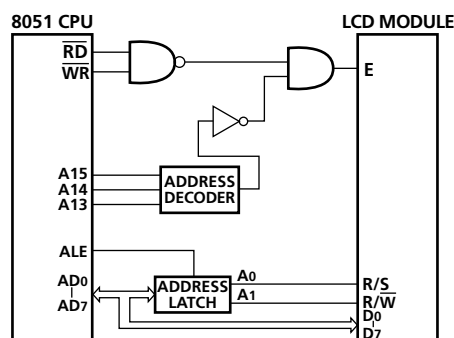 8051 CPU
LCD MODULE
RD
WR
E
A15
A14
A13
ADDRESS
DECODER
ALE
AD0
AD7
ADDRESS
LATCH
A0
A1
R/S
R/W
D0
D7